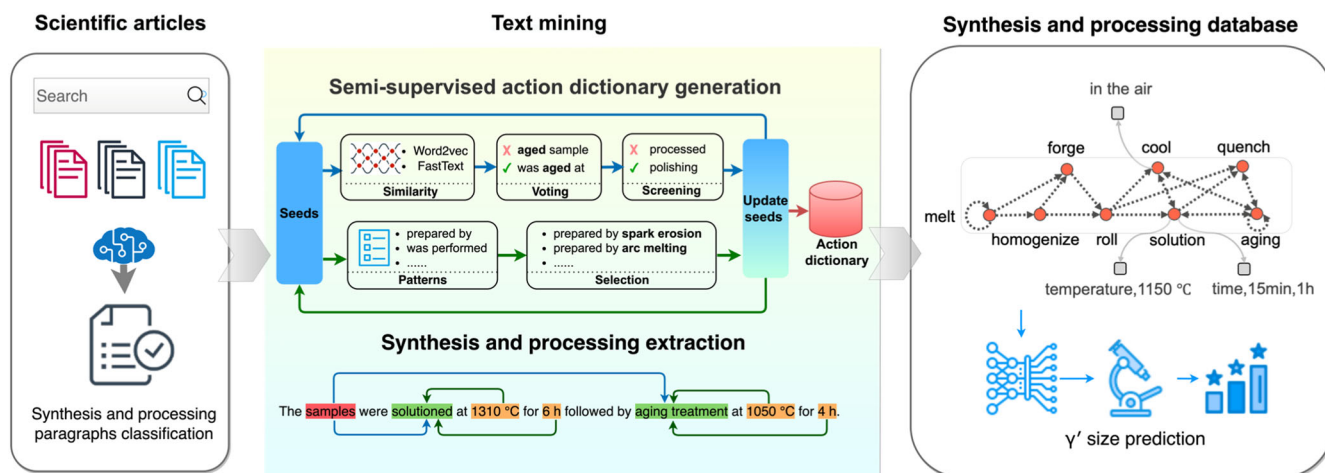 Scientific articles
Search
Synthesis and processing
paragraphs classification
Text mining
Semi-supervised action dictionary generation
Seeds
• Word2vec
• FastText
Similarity
✗ aged sample
✓ was aged at
Voting
✗ processed
✓ polishing
Screening
Update
seeds
Action
dictionary
• prepared by
• was performed
• ......
Patterns
• prepared by spark erosion
• prepared by arc melting
• ......
Selection
Synthesis and processing extraction
The samples were solutioned at 1310 °C for 6 h followed by aging treatment at 1050 °C for 4 h.
Synthesis and processing database
in the air
forge
cool
quench
melt
homogenize
roll
solution
aging
temperature,1150 °C
time,15min,1h
γ′ size prediction